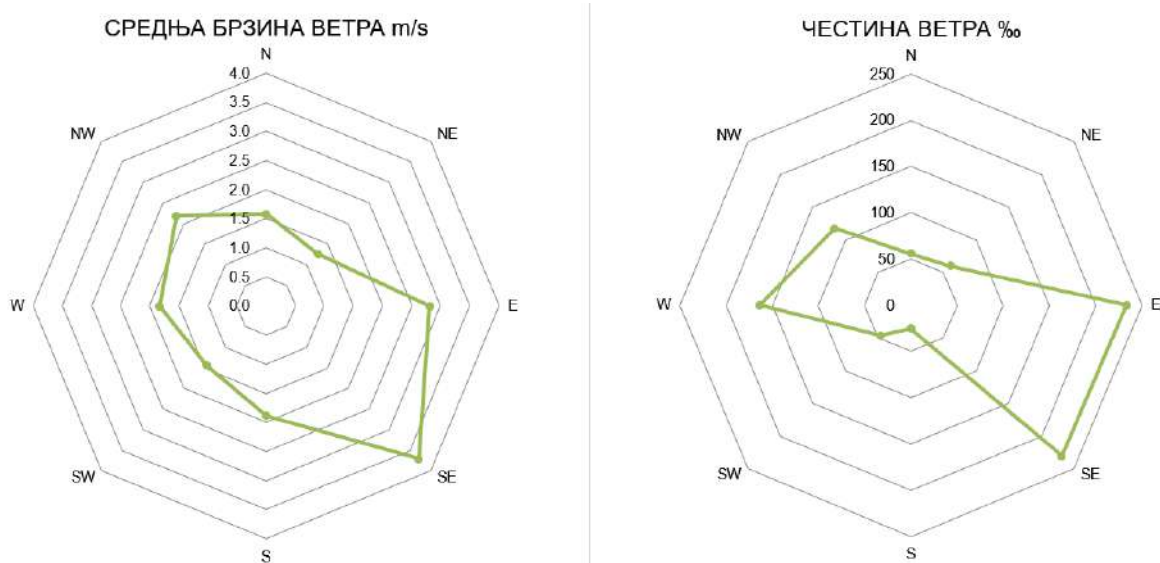 СРЕДЊА БРЗИНА ВЕТРА m/s
N
4.0
3.5
NW
NE
3.0
2.5
2.0
1.5
1.0
0.5
W
0.0
E
SW
SE
S
ЧЕСТИНА ВЕТРА ‰
N
250
NW
NE
200
150
100
50
W
0
E
SW
SE
S